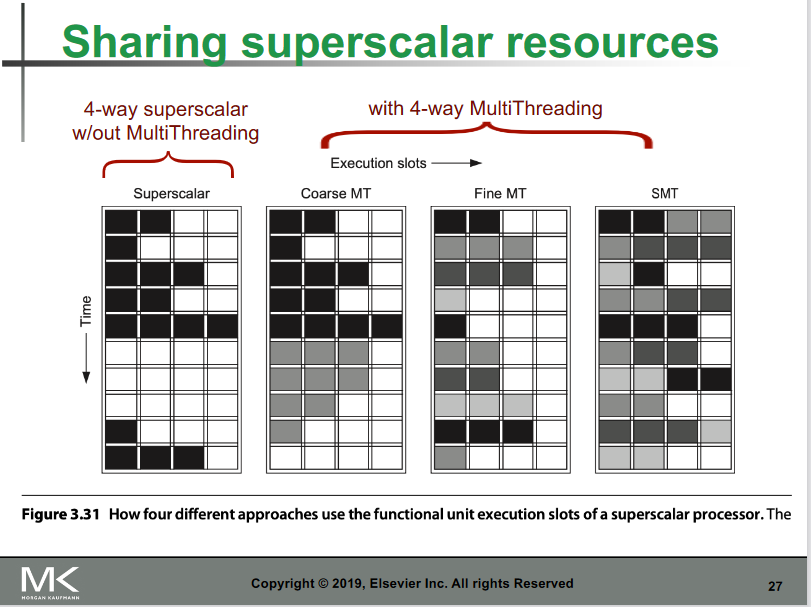 Sharing superscalar resources
4-way superscalar
w/out MultiThreading
with 4-way MultiThreading
Execution slots
Superscalar
Coarse MT
Fine MT
SMT
Time
Figure 3.31 How four different approaches use the functional unit execution slots of a superscalar processor. The
MK
MORGAN KAUFMANN
Copyright © 2019, Elsevier Inc. All rights Reserved
27